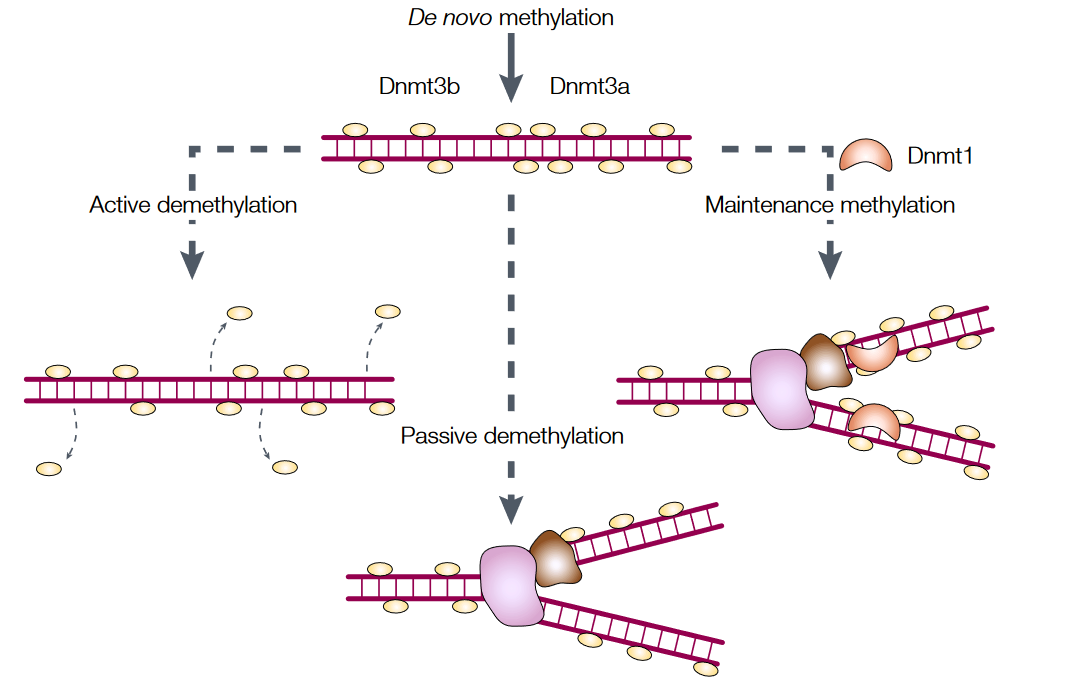 De novo methylation
Dnmt3b
Dnmt3a
Dnmt1
Active demethylation
Maintenance methylation
Passive demethylation